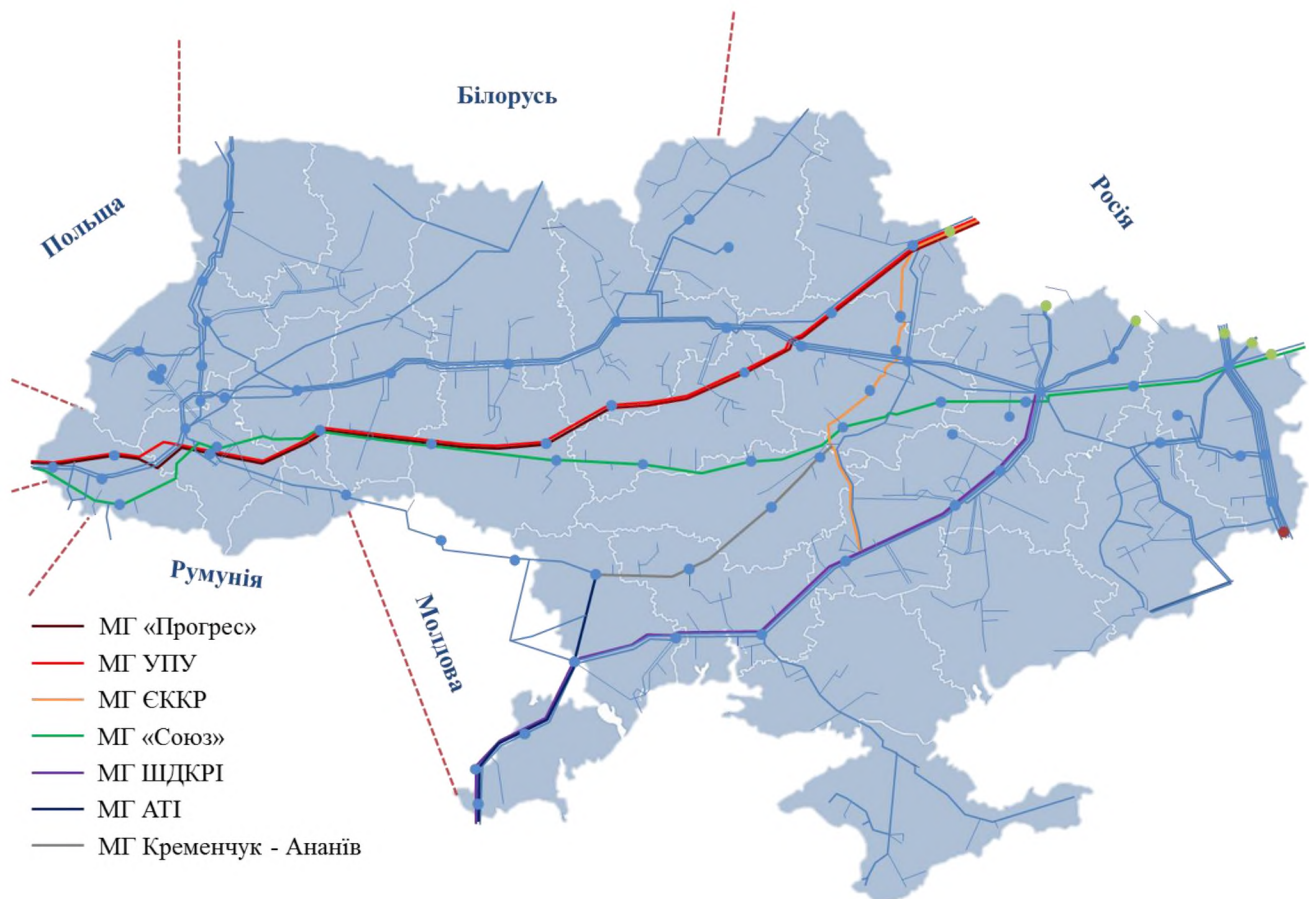 Білорусь
Польща
Росія
Румунія
Молдова
МГ «Прогрес»
МГ УПУ
МГ ЄККР
МГ «Союз»
МГ ШДКРІ
МГ АТІ
МГ Кременчук - Ананїв